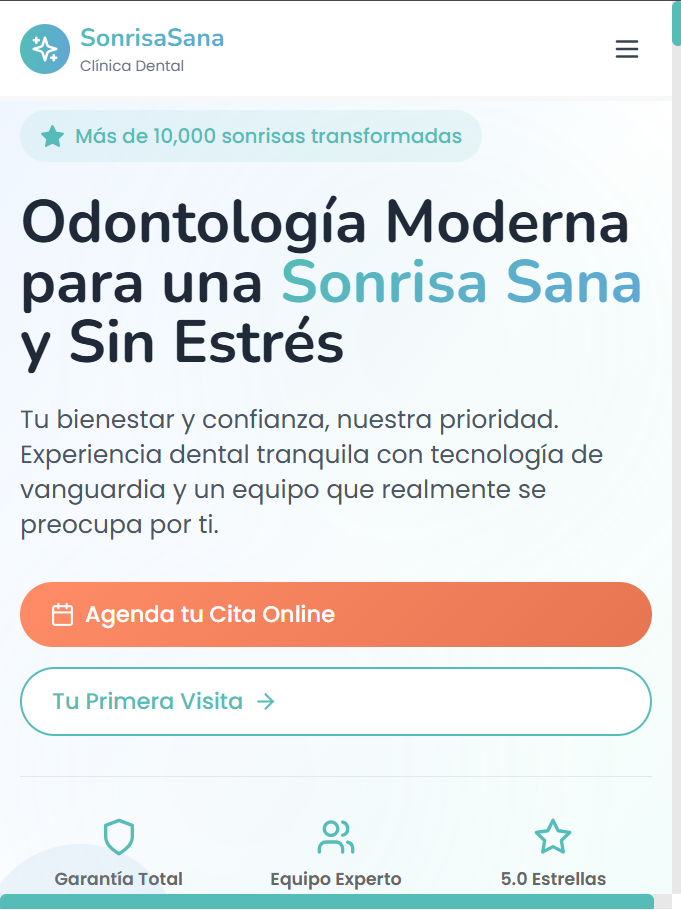 SonrisaSana
Clínica Dental
Más de 10,000 sonrisas transformadas
Odontología Moderna
para una Sonrisa Sana
y Sin Estrés
Tu bienestar y confianza, nuestra prioridad.
Experiencia dental tranquila con tecnología de
vanguardia y un equipo que realmente se
preocupa por ti.
Agenda tu Cita Online
Tu Primera Visita →
Garantía Total
Equipo Experto
5.0 Estrellas